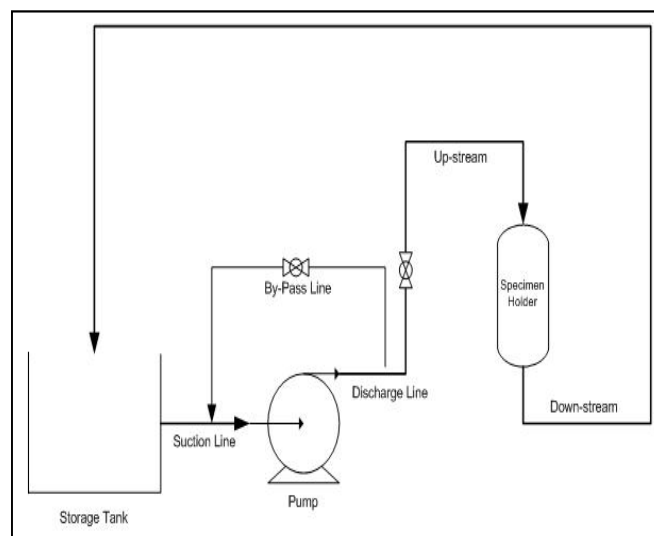 Up-stream
By-Pass Line
Specimen
Holder
Discharge Line
Down-stream
Suction Line
Pump
Storage Tank